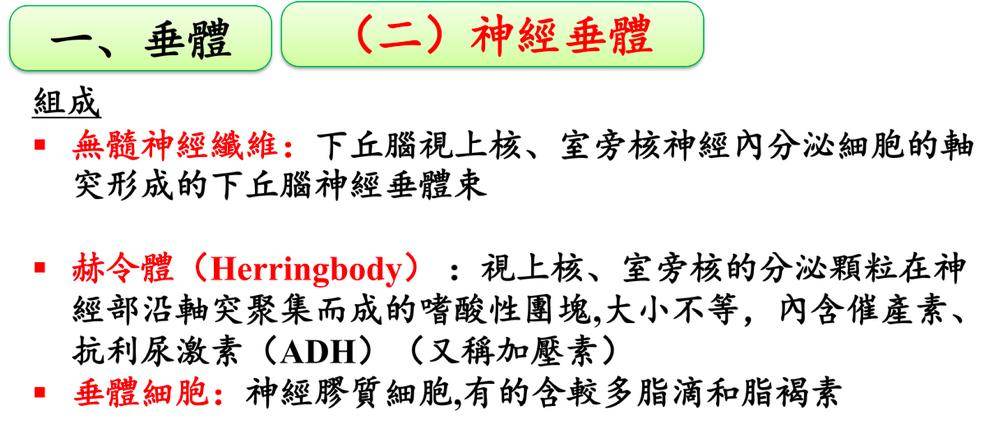 一、垂體
（二）神經垂體
組成
▪ 無髓神經纖維：下丘腦視上核、室旁核神經內分泌細胞的軸
突形成的下丘腦神經垂體束
▪ 赫令體（Herringbody）：視上核、室旁核的分泌顆粒在神
經部沿軸突聚集而成的嗜酸性團塊,大小不等，內含催產素、
抗利尿激素（ADH）（又稱加壓素）
▪ 垂體細胞：神經膠質細胞,有的含較多脂滴和脂褐素